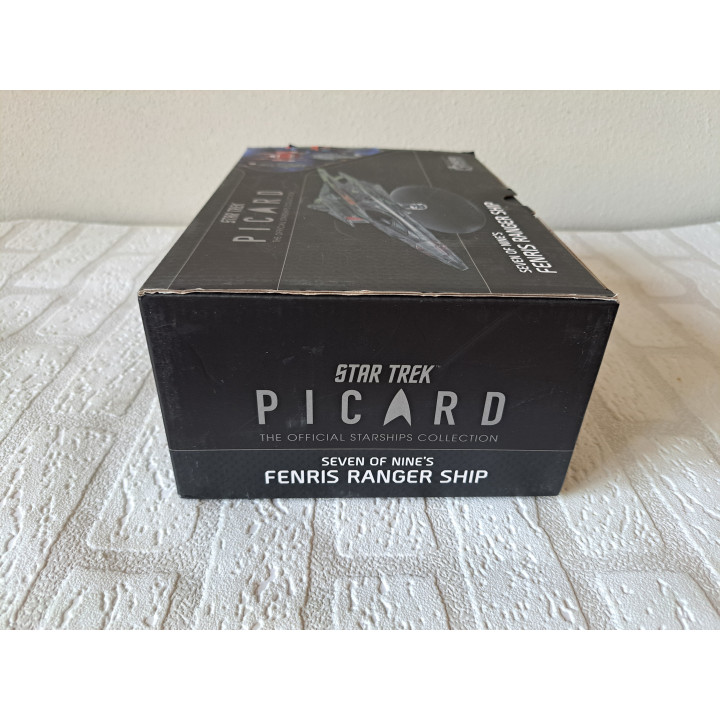 STAR TREK
PICARD
SEVEN OF NINE'S
FENRIS RANGER SHIP
STAR TREK™
PICARD
THE OFFICIAL STARSHIPS COLLECTION
SEVEN OF NINE'S
FENRIS RANGER SHIP